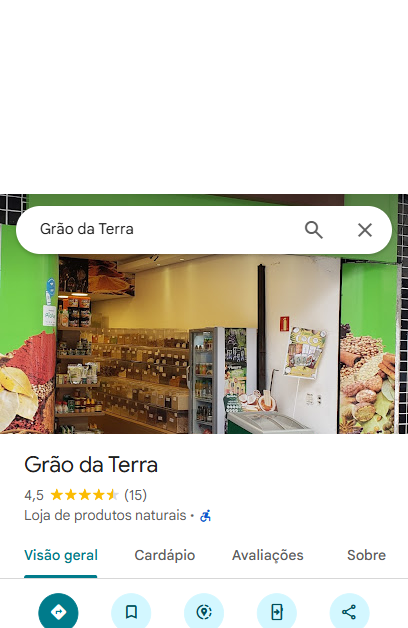 Grão da Terra
Grão da Terra
4,5 (15)
Loja de produtos naturais ·
Visão geral
Cardápio
Avaliações
Sobre